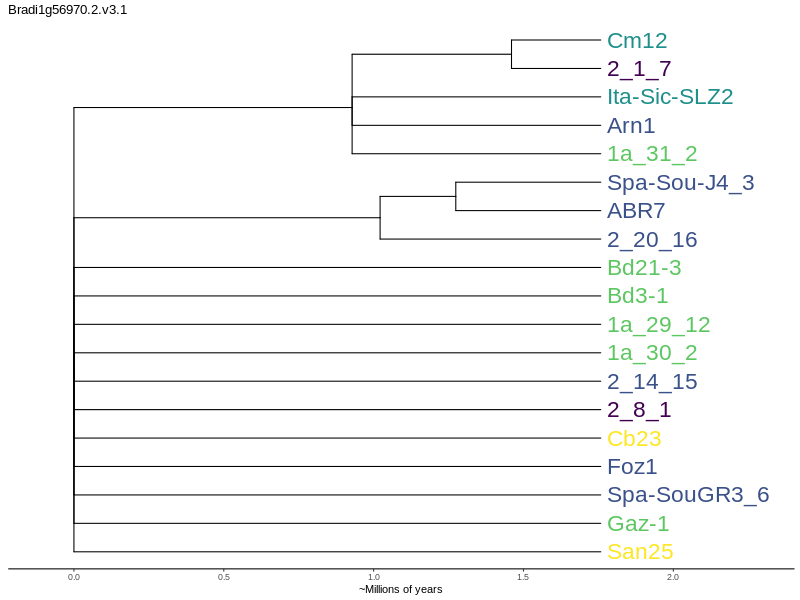 Bradi1g56970.2.v3.1
Cm12
2_1_7
Ita-Sic-SLZ2
Arn1
1a_31_2
Spa-Sou-J4_3
ABR7
2_20_16
Bd21-3
Bd3-1
1a_29_12
1a_30_2
2_14_15
2_8_1
Cb23
Foz1
Spa-SouGR3_6
Gaz-1
San25
0.0 0.5 1.0 1.5 2.0
~Millions of years